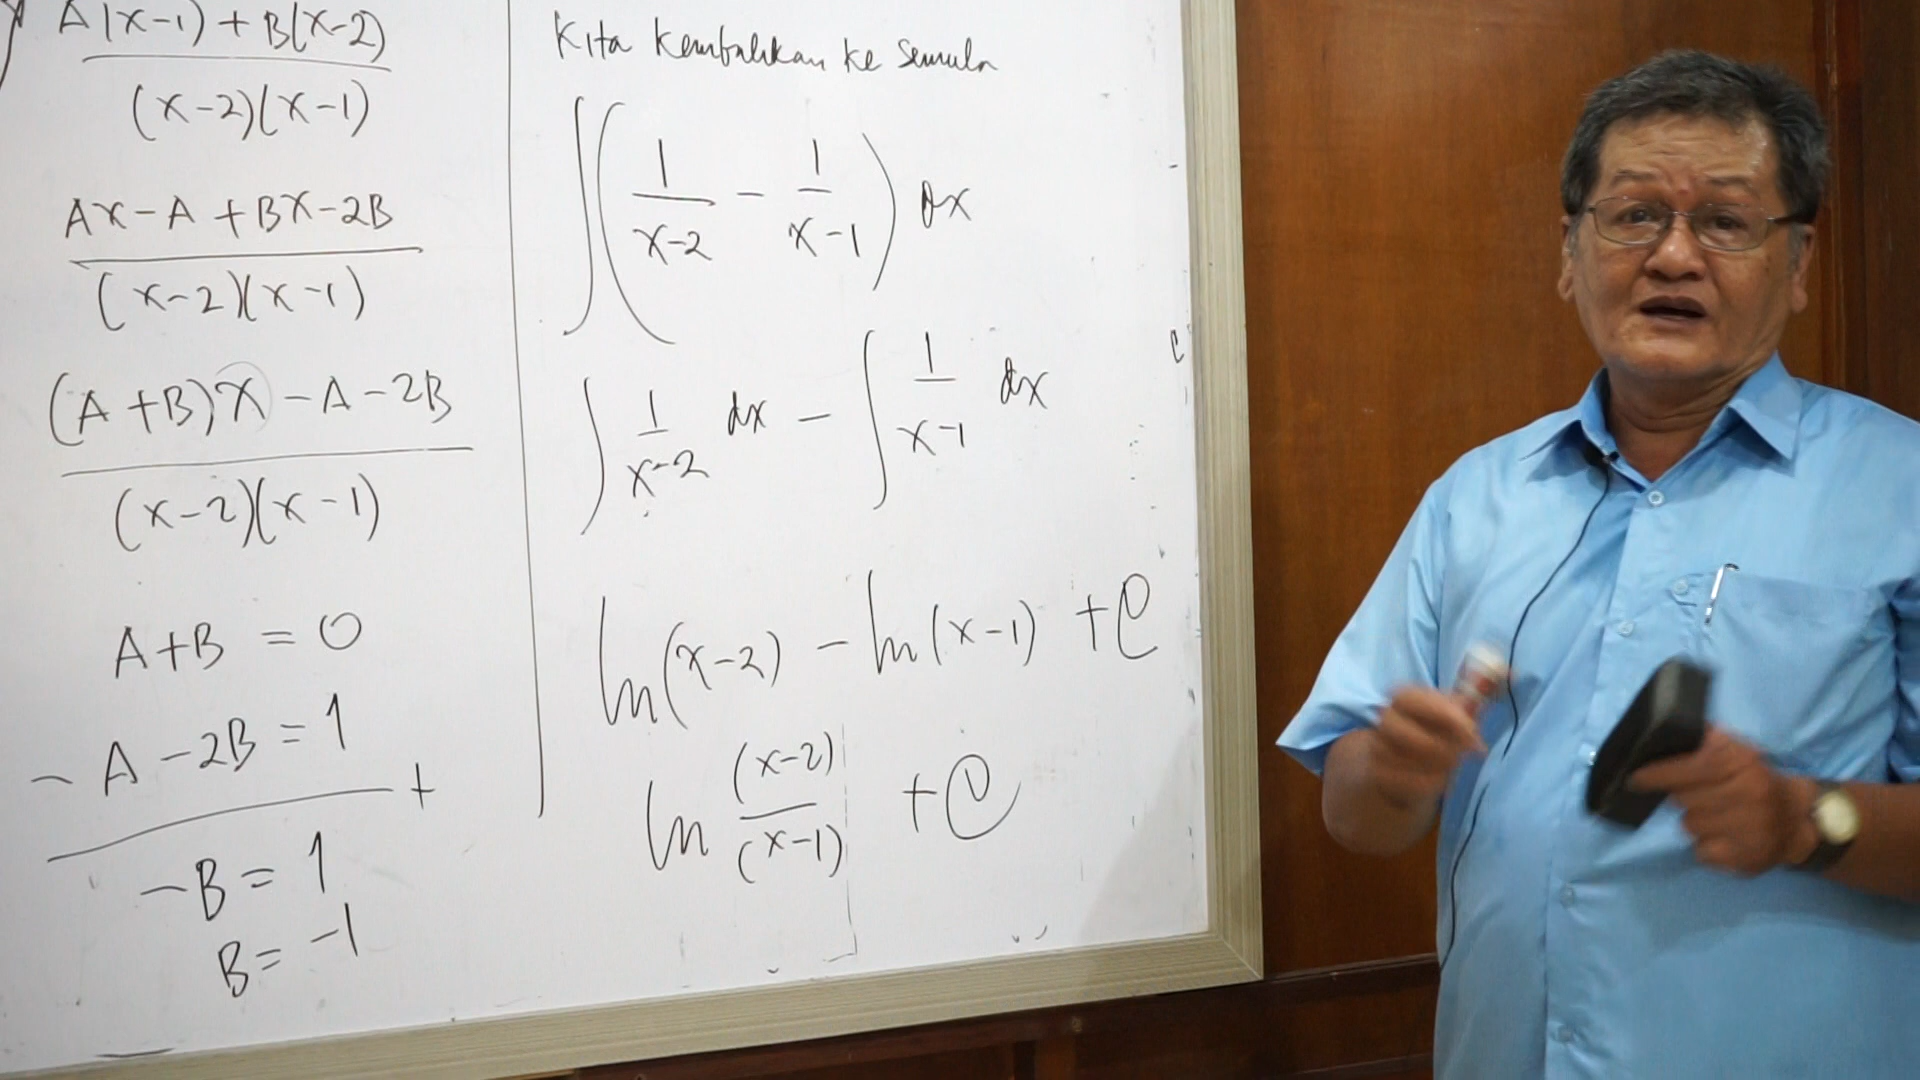 A(x-1) + B(x-2)
(x-2)(x-1)
Ax - A + Bx - 2B
(x-2)(x-1)
(A+B)x - A - 2B
(x-2)(x-1)
A+B = 0
- A - 2B = 1
+
-B = 1
B = -1
Kita kembalikan ke semula
∫ ( 1/(x-2) - 1/(x-1) ) dx
∫ 1/(x-2) dx - ∫ 1/(x-1) dx
ln(x-2) - ln(x-1) + C
ln (x-2)/(x-1) + C